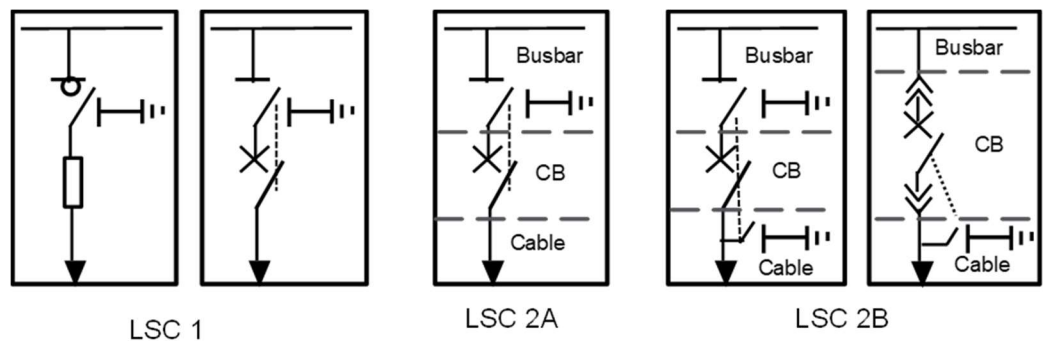 Busbar
CB
Cable
Busbar
CB
Cable
Busbar
CB
Cable
LSC 1
LSC 2A
LSC 2B